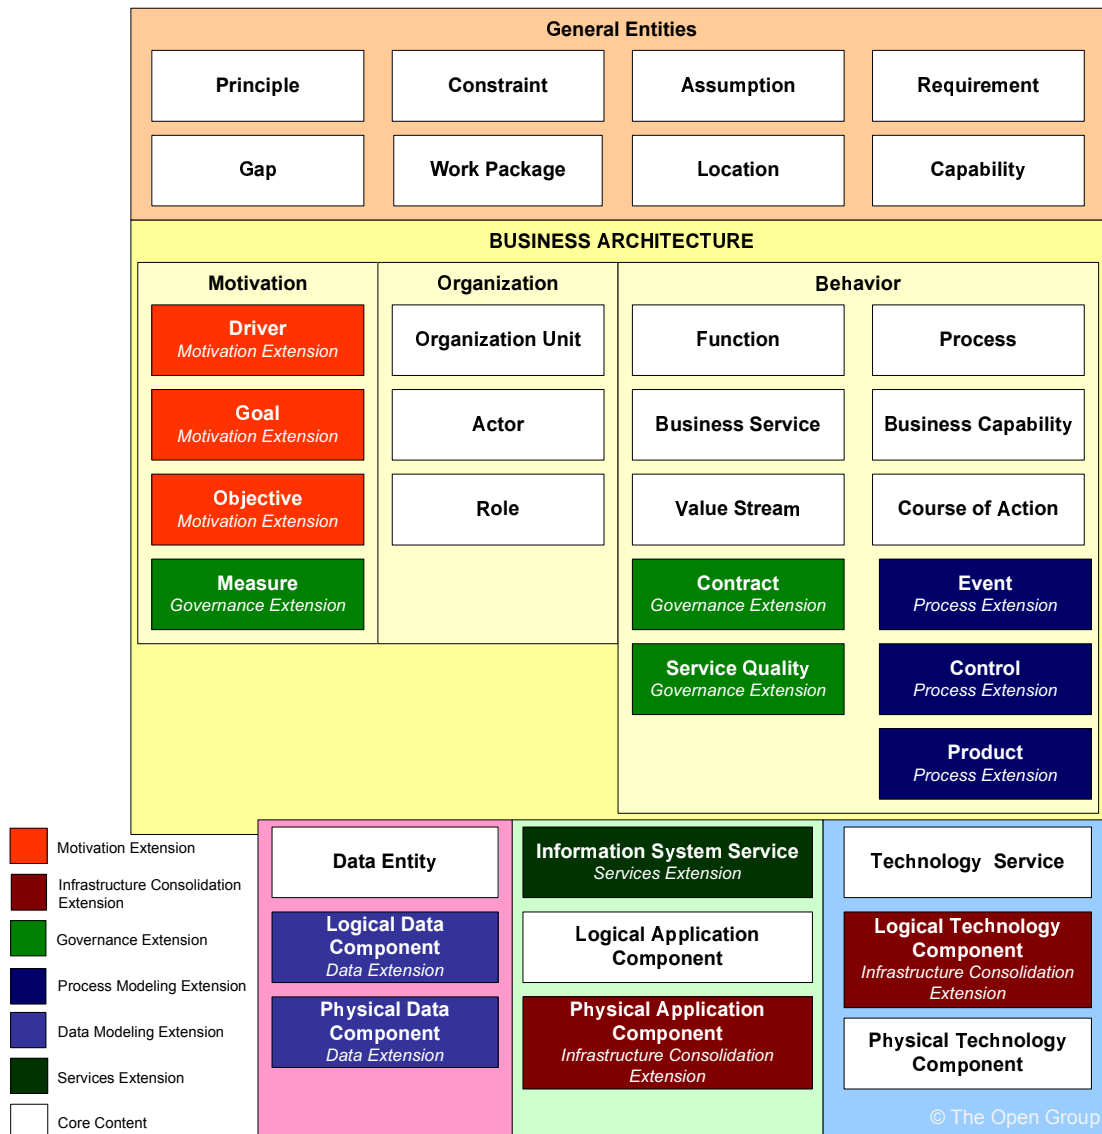 General Entities
Principle
Constraint
Assumption
Requirement
Gap
Work Package
Location
Capability
BUSINESS ARCHITECTURE
Motivation
Organization
Behavior
Driver
Motivation Extension
Organization Unit
Function
Process
Goal
Motivation Extension
Actor
Business Service
Business Capability
Objective
Motivation Extension
Role
Value Stream
Course of Action
Measure
Governance Extension
Contract
Governance Extension
Event
Process Extension
Service Quality
Governance Extension
Control
Process Extension
Product
Process Extension
Data Entity
Logical Data
Component
Data Extension
Physical Data
Component
Data Extension
Information System Service
Services Extension
Logical Application
Component
Physical Application
Component
Infrastructure Consolidation
Extension
Technology Service
Logical Technology
Component
Infrastructure Consolidation
Extension
Physical Technology
Component
Motivation Extension
Infrastructure Consolidation
Extension
Governance Extension
Process Modeling Extension
Data Modeling Extension
Services Extension
Core Content
© The Open Group